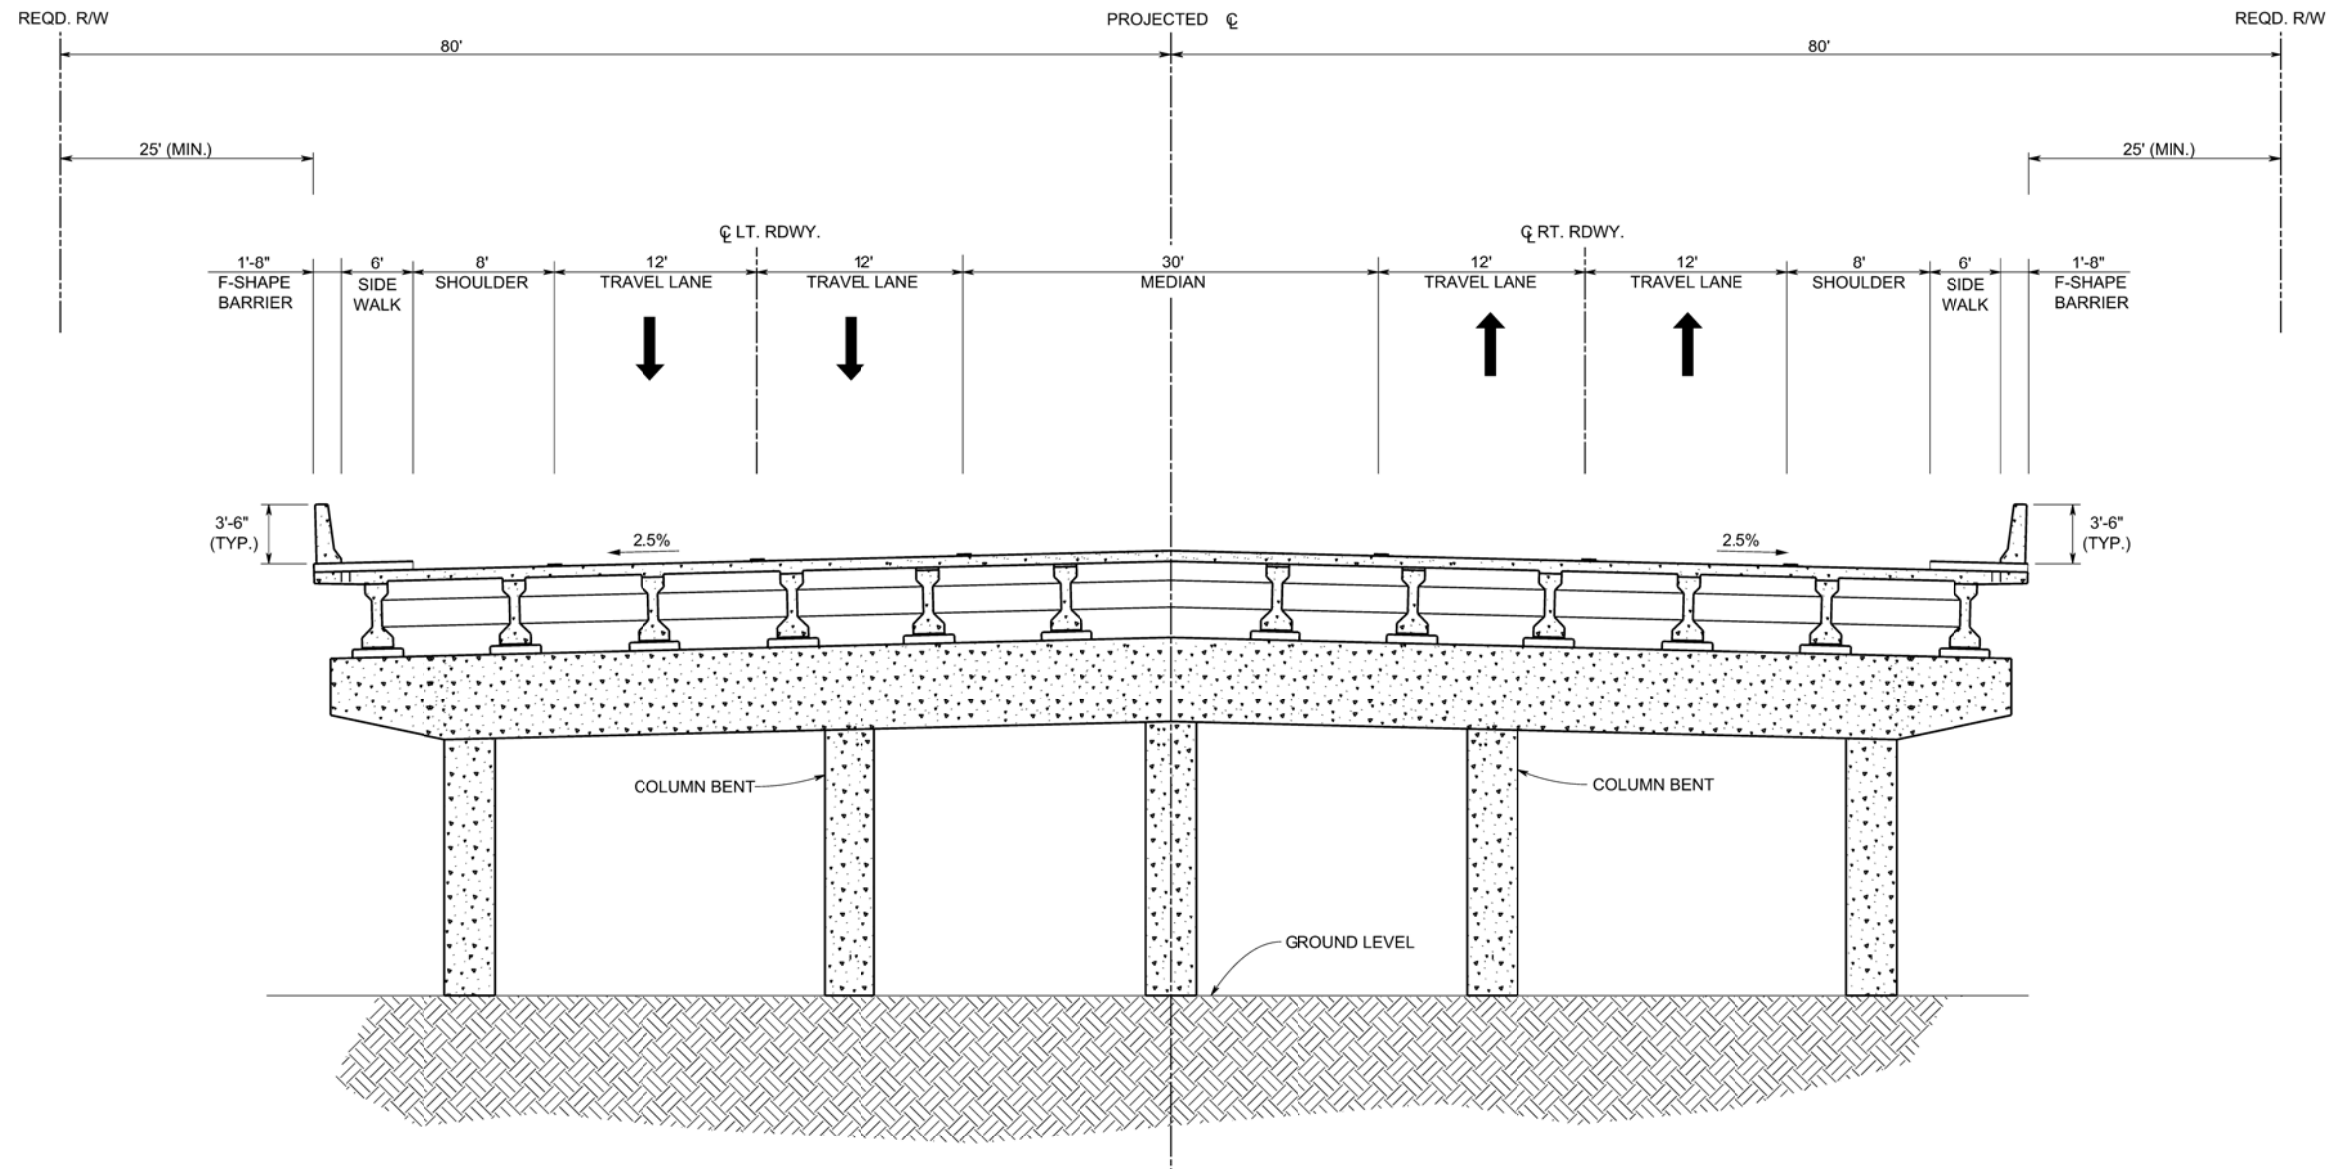 REQD. R/W
PROJECTED ℄
REQD. R/W
80'
80'
25' (MIN.)
25' (MIN.)
℄ LT. RDWY.
℄ RT. RDWY.
1'-8"
F-SHAPE
BARRIER
6'
SIDE
WALK
8'
SHOULDER
12'
TRAVEL LANE
12'
TRAVEL LANE
30'
MEDIAN
12'
TRAVEL LANE
12'
TRAVEL LANE
8'
SHOULDER
6'
SIDE
WALK
1'-8"
F-SHAPE
BARRIER
3'-6"
(TYP.)
2.5%
2.5%
3'-6"
(TYP.)
COLUMN BENT
COLUMN BENT
GROUND LEVEL